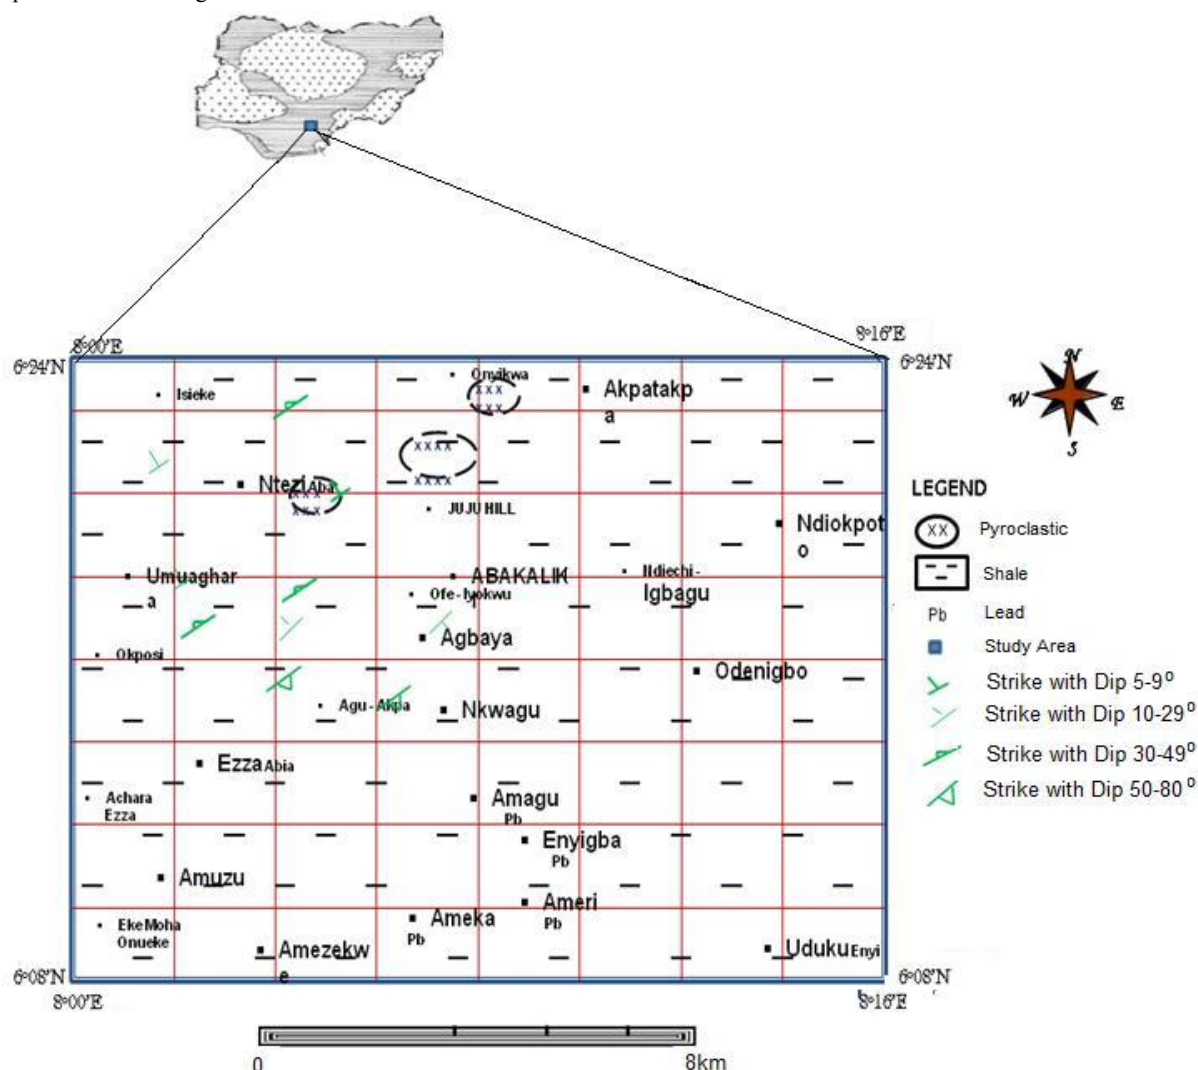 8°00'E
8°16'E
6°24'N
6°24'N
Onyikwa
Isieke
Akpatakp
a
X X X
X X X
N
W
E
S
X X X X
X X X X
Ntezi Aba
X X X
X X X
JUJU HILL
Ndiokpot
o
LEGEND
XX
Pyroclastic
Shale
Pb
Lead
Study Area
Strike with Dip 5-9°
Strike with Dip 10-29°
Strike with Dip 30-49°
Strike with Dip 50-80°
Umuaghar
a
ABAKALIK
Ndiechi -
Igbagu
Ofe - Iyokwu
Agbaya
Okposi
Odenigbo
Agu - Akpa
Nkwagu
Ezza Abia
Achara
Ezza
Amagu
Pb
Enyigba
Pb
Amuzu
Ameri
Pb
Ameka
Pb
Eke Moha
Onueke
Amezekw
e
Uduku Enyi
6°08'N
6°08'N
8°00'E
8°16'E
0
8km